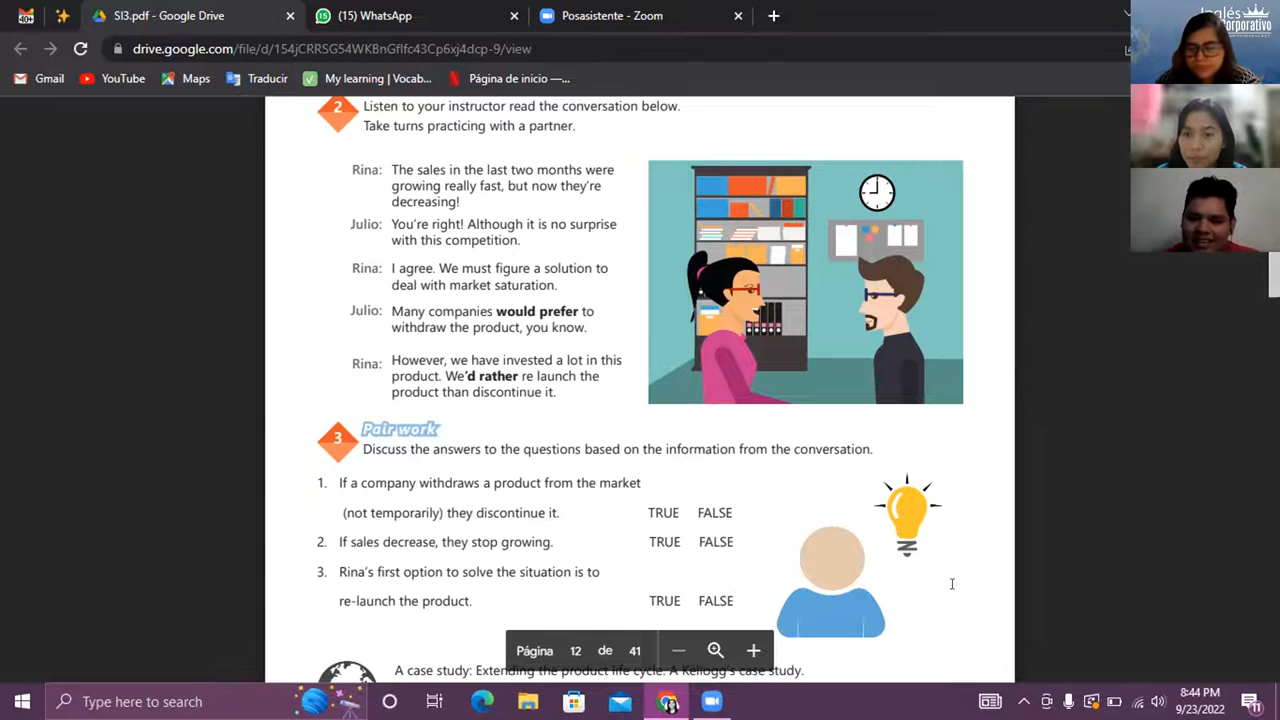 SI3.pdf - Google Drive
(15) WhatsApp
Posasistente - Zoom
drive.google.com/file/d/154jCRRSG54WKBnGflfc43Cp6xj4dcp-9/view
Gmail
YouTube
Maps
Traducir
My learning | Vocab...
Página de inicio —...
Inglés
Corporativo
2
Listen to your instructor read the conversation below.
Take turns practicing with a partner.
Rina: The sales in the last two months were
growing really fast, but now they're
decreasing!
Julio: You're right! Although it is no surprise
with this competition.
Rina: I agree. We must figure a solution to
deal with market saturation.
Julio: Many companies would prefer to
withdraw the product, you know.
Rina: However, we have invested a lot in this
product. We'd rather re launch the
product than discontinue it.
3
Pair work
Discuss the answers to the questions based on the information from the conversation.
1. If a company withdraws a product from the market
(not temporarily) they discontinue it. TRUE FALSE
2. If sales decrease, they stop growing. TRUE FALSE
3. Rina's first option to solve the situation is to
re-launch the product. TRUE FALSE
Página 12 de 41
A case study: Extending the product life cycle. A Kellogg's case study.
Type here to search
8:44 PM
9/23/2022
11